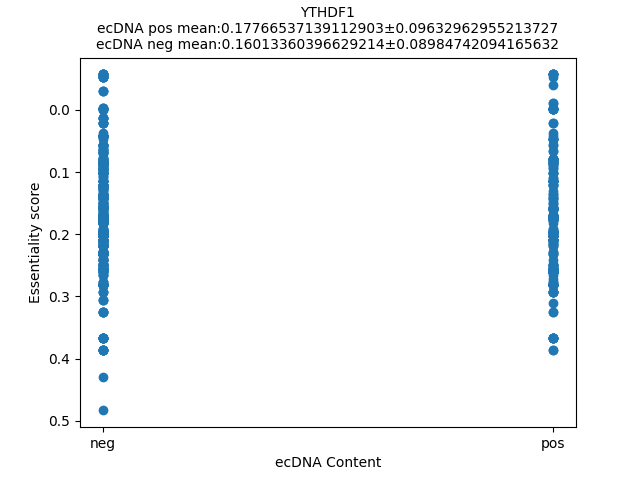 YTHDF1
ecDNA pos mean:0.17766537139112903±0.09632962955213727
ecDNA neg mean:0.16013360396629214±0.08984742094165632
0.0
0.1
0.2
0.3
0.4
0.5
Essentiality score
neg
pos
ecDNA Content